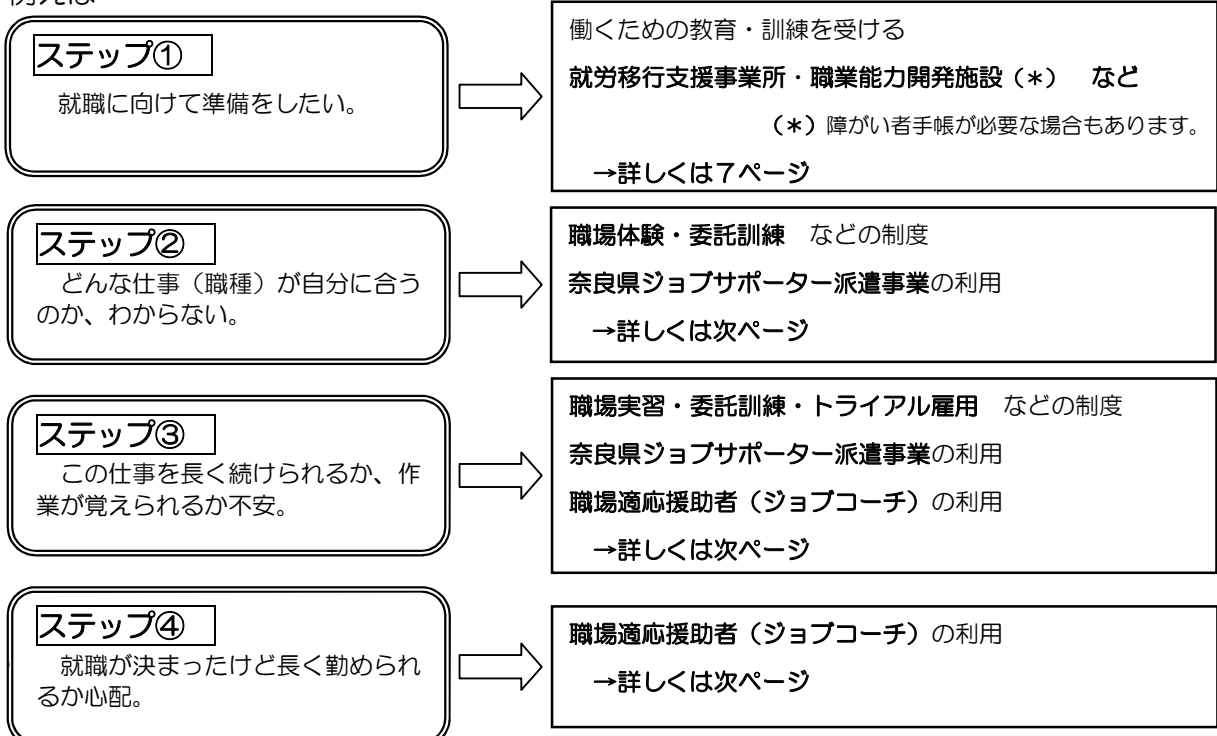 ステップ①
就職に向けて準備をしたい。
働くための教育・訓練を受ける
就労移行支援事業所・職業能力開発施設（＊）　など
（＊）障がい者手帳が必要な場合もあります。
→詳しくは７ページ
ステップ②
どんな仕事（職種）が自分に合う
のか、わからない。
職場体験・委託訓練　などの制度
奈良県ジョブサポーター派遣事業の利用
→詳しくは次ページ
ステップ③
この仕事を長く続けられるか、作
業が覚えられるか不安。
職場実習・委託訓練・トライアル雇用　などの制度
奈良県ジョブサポーター派遣事業の利用
職場適応援助者（ジョブコーチ）の利用
→詳しくは次ページ
ステップ④
就職が決まったけど長く勤められ
るか心配。
職場適応援助者（ジョブコーチ）の利用
→詳しくは次ページ